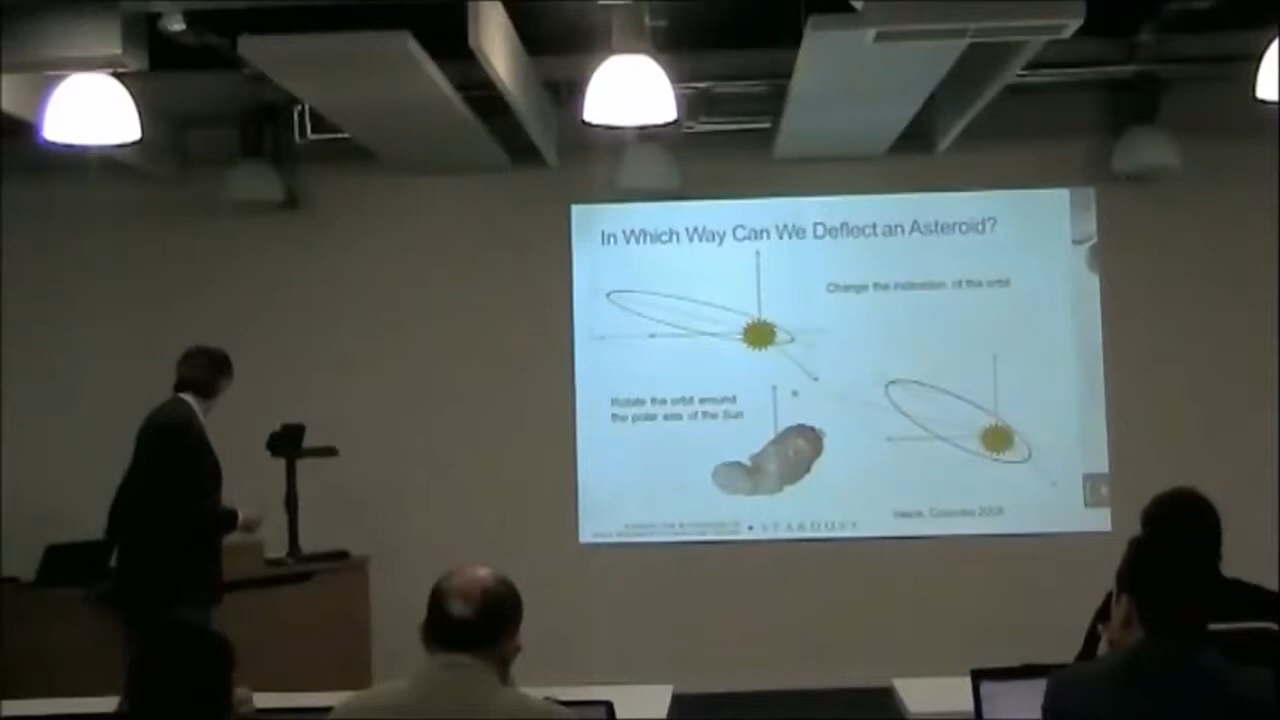 In Which Way Can We Deflect an Asteroid?
Change the inclination of the orbit
Rotate the orbit around
the polar axis of the Sun
STARDUST